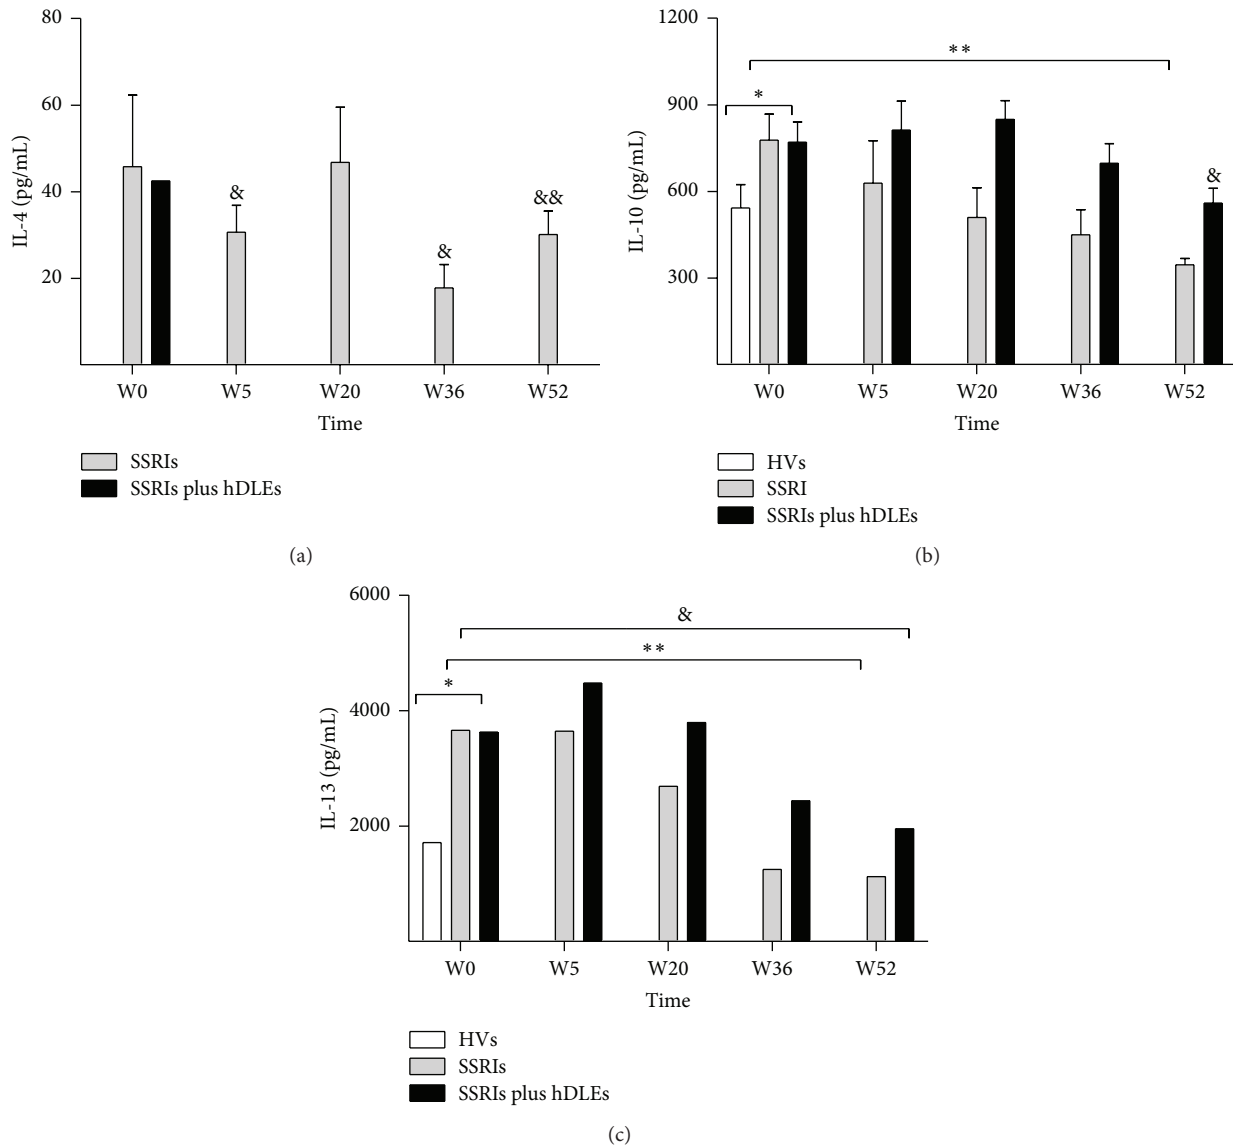 80
60
40
20
IL-4 (pg/mL)
&
&
&&
W0 W5 W20 W36 W52
Time
SSRIs
SSRIs plus hDLEs
(a)
1200
900
600
300
IL-10 (pg/mL)
**
*
&
W0 W5 W20 W36 W52
Time
HVs
SSRI
SSRIs plus hDLEs
(b)
6000
4000
2000
IL-13 (pg/mL)
&
**
*
W0 W5 W20 W36 W52
Time
HVs
SSRIs
SSRIs plus hDLEs
(c)